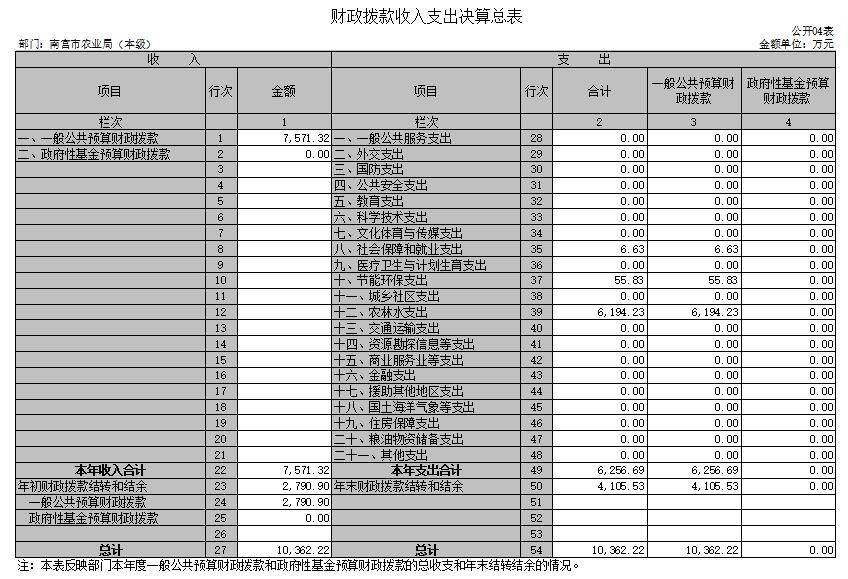 财政拨款收入支出决算总表
公开04表
部门：南宫市农业局（本级） 金额单位：万元
收 入 支 出
项目 行次 金额 项目 行次 合计 一般公共预算财政拨款 政府性基金预算财政拨款
栏次 1 栏次 2 3 4
一、一般公共预算财政拨款 1 7,571.32 一、一般公共服务支出 28 0.00 0.00 0.00
二、政府性基金预算财政拨款 2 0.00 二、外交支出 29 0.00 0.00 0.00
3 三、国防支出 30 0.00 0.00 0.00
4 四、公共安全支出 31 0.00 0.00 0.00
5 五、教育支出 32 0.00 0.00 0.00
6 六、科学技术支出 33 0.00 0.00 0.00
7 七、文化体育与传媒支出 34 0.00 0.00 0.00
8 八、社会保障和就业支出 35 6.63 6.63 0.00
9 九、医疗卫生与计划生育支出 36 0.00 0.00 0.00
10 十、节能环保支出 37 55.83 55.83 0.00
11 十一、城乡社区支出 38 0.00 0.00 0.00
12 十二、农林水支出 39 6,194.23 6,194.23 0.00
13 十三、交通运输支出 40 0.00 0.00 0.00
14 十四、资源勘探信息等支出 41 0.00 0.00 0.00
15 十五、商业服务业等支出 42 0.00 0.00 0.00
16 十六、金融支出 43 0.00 0.00 0.00
17 十七、援助其他地区支出 44 0.00 0.00 0.00
18 十八、国土海洋气象等支出 45 0.00 0.00 0.00
19 十九、住房保障支出 46 0.00 0.00 0.00
20 二十、粮油物资储备支出 47 0.00 0.00 0.00
21 二十一、其他支出 48 0.00 0.00 0.00
本年收入合计 22 7,571.32 本年支出合计 49 6,256.69 6,256.69 0.00
年初财政拨款结转和结余 23 2,790.90 年末财政拨款结转和结余 50 4,105.53 4,105.53 0.00
一般公共预算财政拨款 24 2,790.90 51
政府性基金预算财政拨款 25 0.00 52
26 53
总计 27 10,362.22 总计 54 10,362.22 10,362.22 0.00
注：本表反映部门本年度一般公共预算财政拨款和政府性基金预算财政拨款的总收支和年末结转结余的情况。